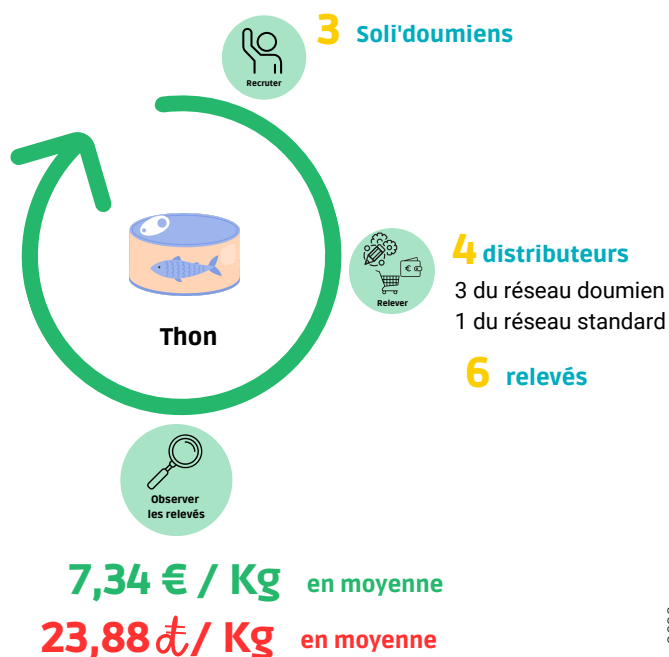 3 Soli'doumiens
Recruter
4 distributeurs
3 du réseau doumien
1 du réseau standard
Relever
6 relevés
Thon
Observer
les relevés
7,34 € / Kg en moyenne
23,88 / Kg en moyenne